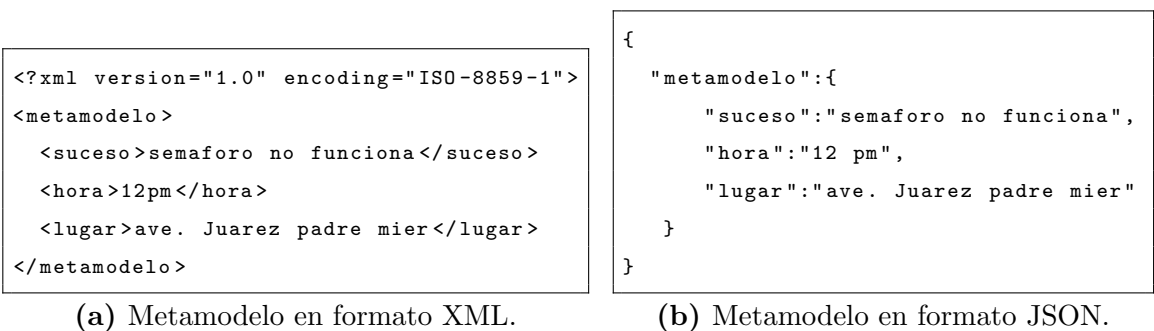 <?xml version="1.0" encoding="ISO-8859-1">
<metamodelo>
<suceso>semaforo no funciona</suceso>
<hora>12pm</hora>
<lugar>ave. Juarez padre mier</lugar>
</metamodelo>
(a) Metamodelo en formato XML.
{
"metamodelo":{
"suceso":"semaforo no funciona",
"hora":"12 pm",
"lugar":"ave. Juarez padre mier"
}
}
(b) Metamodelo en formato JSON.